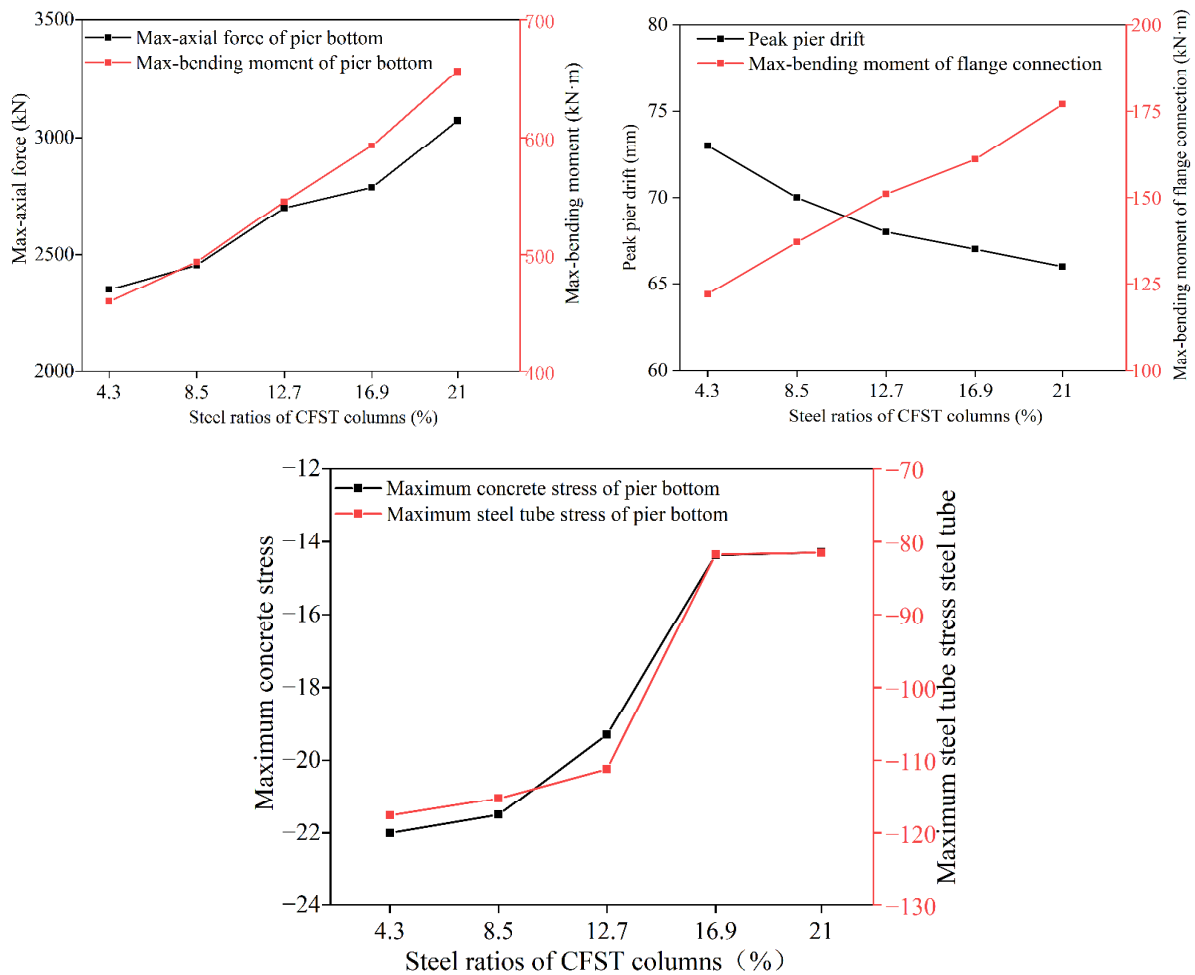 3500
3000
2500
2000
Max-axial force (kN)
Max-axial force of pier bottom
Max-bending moment of pier bottom
700
600
500
400
Max-bending moment (kN·m)
4.3 8.5 12.7 16.9 21
Steel ratios of CFST columns (%)
80
75
70
65
60
Peak pier drift (mm)
Peak pier drift
Max-bending moment of flange connection
200
175
150
125
100
Max-bending moment of flange connection (kN·m)
4.3 8.5 12.7 16.9 21
Steel ratios of CFST columns (%)
−12
−14
−16
−18
−20
−22
−24
Maximum concrete stress
Maximum concrete stress of pier bottom
Maximum steel tube stress of pier bottom
−70
−80
−90
−100
−110
−120
−130
Maximum steel tube stress steel tube
4.3 8.5 12.7 16.9 21
Steel ratios of CFST columns（%）